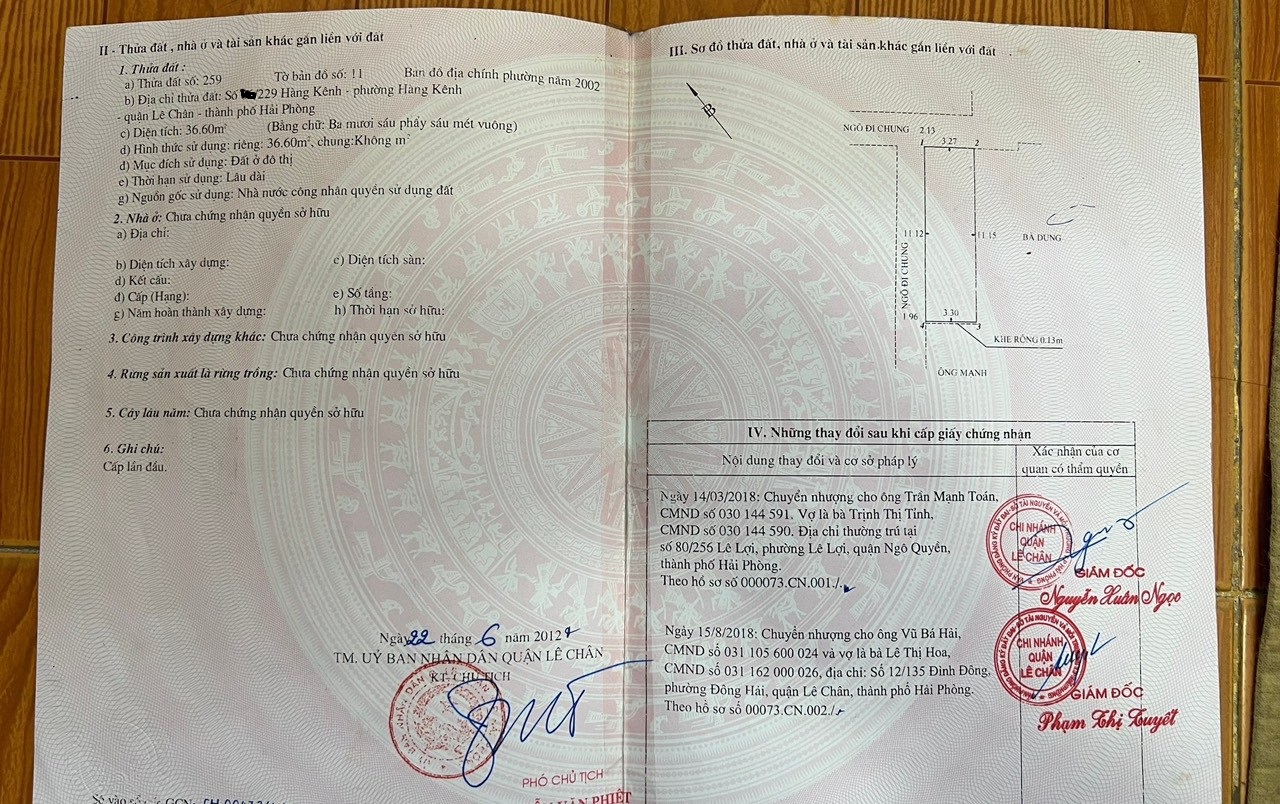 II - Thửa đất , nhà ở và tài sản khác gắn liền với đất
1. Thửa đất :
a) Thửa đất số: 259 Tờ bản đồ số: 11 Bản đồ địa chính phường năm 2002
b) Địa chỉ thửa đất: Số /229 Hàng Kênh - phường Hàng Kênh
- quận Lê Chân - thành phố Hải Phòng
c) Diện tích: 36.60m² (Bằng chữ: Ba mươi sáu phẩy sáu mét vuông)
d) Hình thức sử dụng: riêng: 36.60m², chung:Không m²
đ) Mục đích sử dụng: Đất ở đô thị
e) Thời hạn sử dụng: Lâu dài
g) Nguồn gốc sử dụng: Nhà nước công nhận quyền sử dụng đất
2. Nhà ở: Chưa chứng nhận quyền sở hữu
a) Địa chỉ:
b) Diện tích xây dựng: c) Diện tích sàn:
d) Kết cấu:
đ) Cấp (Hạng): e) Số tầng:
g) Năm hoàn thành xây dựng: h) Thời hạn sở hữu:
3. Công trình xây dựng khác: Chưa chứng nhận quyền sở hữu
4. Rừng sản xuất là rừng trồng: Chưa chứng nhận quyền sở hữu
5. Cây lâu năm: Chưa chứng nhận quyền sở hữu
6. Ghi chú:
Cấp lần đầu.
Ngày 22 tháng 6 năm 2012
TM. UỶ BAN NHÂN DÂN QUẬN LÊ CHÂN
KT. CHỦ TỊCH
PHÓ CHỦ TỊCH
VĂN PHIỆT
Số vào sổ cấp GCN:
III. Sơ đồ thửa đất, nhà ở và tài sản khác gắn liền với đất
B
NGÕ ĐI CHUNG 2.13
1 3.27 2
11.12 11.15 BÀ DUNG
NGÕ ĐI CHUNG
1.96 4 3.30 3
KHE RỘNG 0.13m
ÔNG MẠNH
IV. Những thay đổi sau khi cấp giấy chứng nhận
Nội dung thay đổi và cơ sở pháp lý
Xác nhận của cơ
quan có thẩm quyền
Ngày 14/03/2018: Chuyển nhượng cho ông Trần Mạnh Toán,
CMND số 030 144 591. Vợ là bà Trịnh Thị Tỉnh,
CMND số 030 144 590. Địa chỉ thường trú tại
số 80/256 Lê Lợi, phường Lê Lợi, quận Ngô Quyền,
thành phố Hải Phòng.
Theo hồ sơ số 000073.CN.001./.
CHI NHÁNH
QUẬN
LÊ CHÂN
GIÁM ĐỐC
Nguyễn Xuân Ngọc
Ngày 15/8/2018: Chuyển nhượng cho ông Vũ Bá Hải,
CMND số 031 105 600 024 và vợ là bà Lê Thị Hoa,
CMND số 031 162 000 026, địa chỉ: Số 12/135 Đình Đông,
phường Đông Hải, quận Lê Chân, thành phố Hải Phòng.
Theo hồ sơ số 00073.CN.002./.
CHI NHÁNH
QUẬN
LÊ CHÂN
GIÁM ĐỐC
Phạm Thị Tuyết